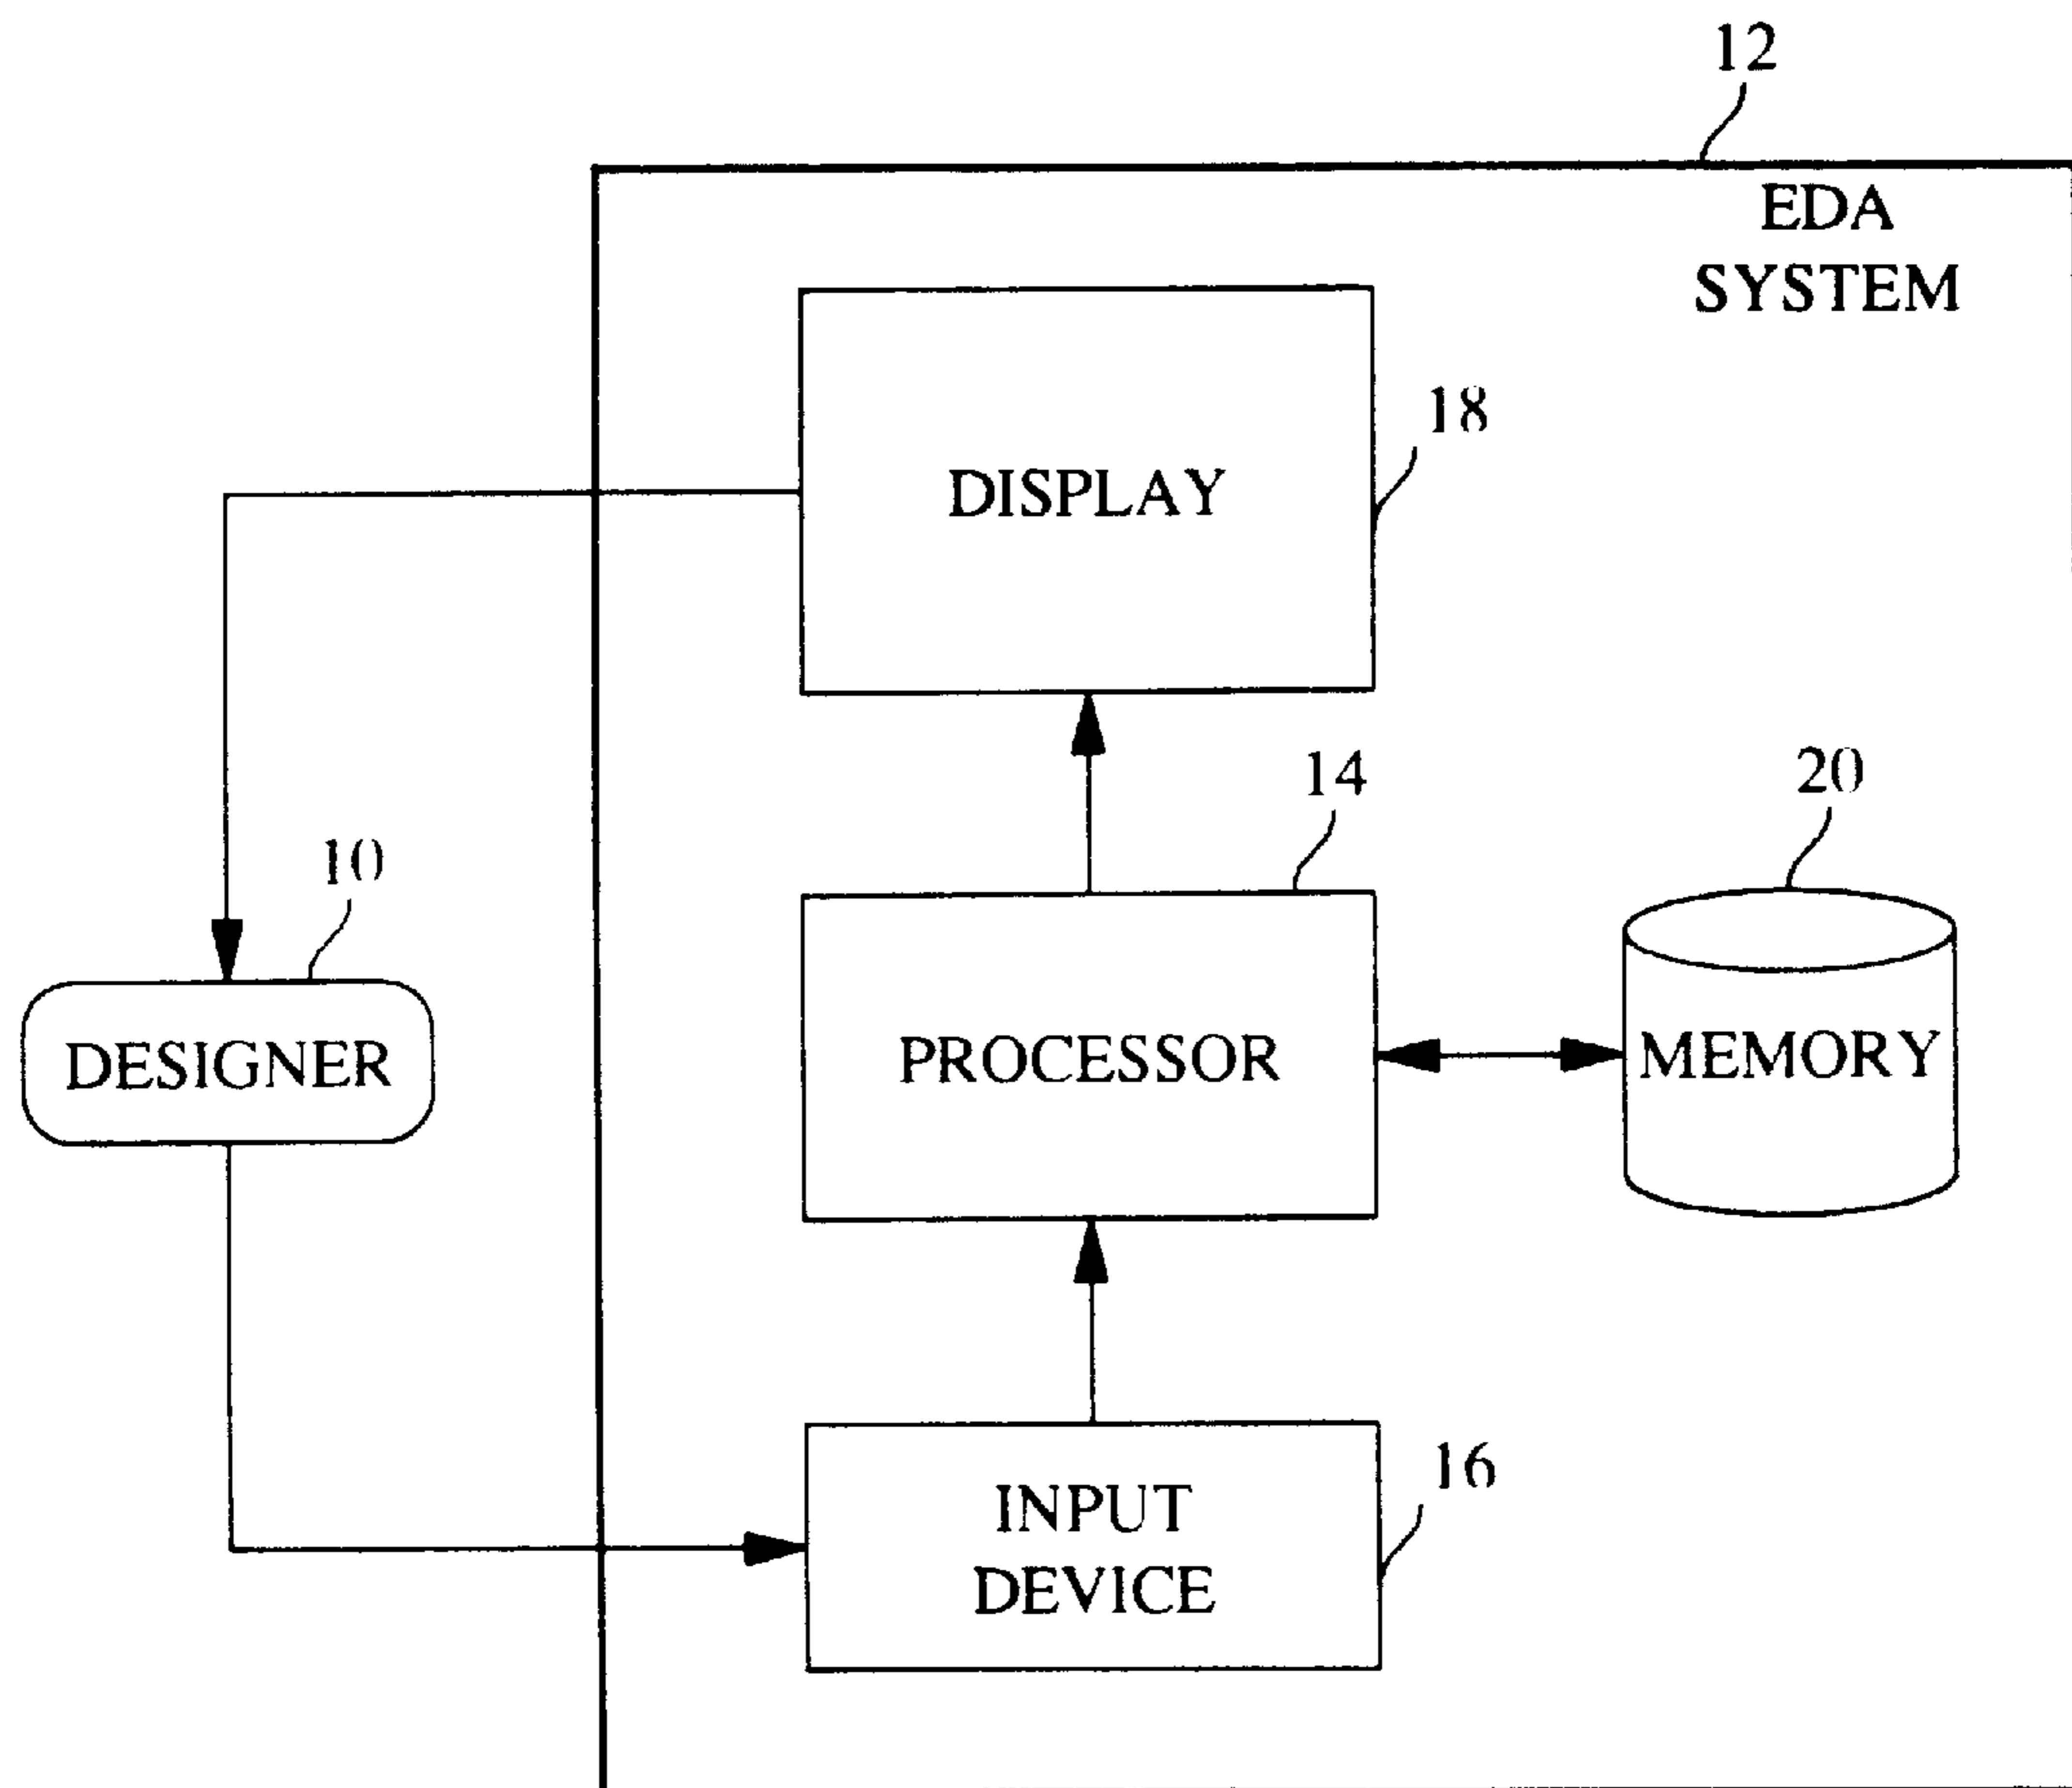 12
EDA
SYSTEM
18
DISPLAY
14
20
10
DESIGNER
PROCESSOR
MEMORY
16
INPUT
DEVICE